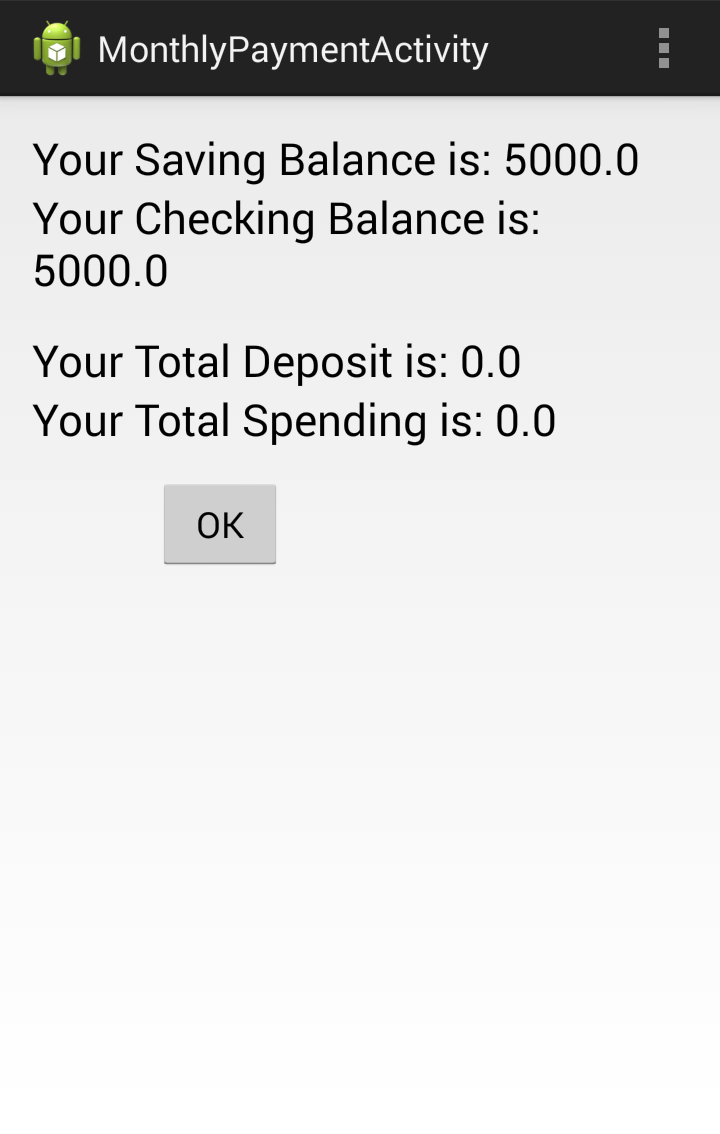 MonthlyPaymentActivity
Your Saving Balance is: 5000.0
Your Checking Balance is:
5000.0
Your Total Deposit is: 0.0
Your Total Spending is: 0.0
OK